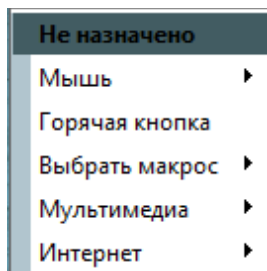 Не назначено
Мышь
Горячая кнопка
Выбрать макрос
Мультимедиа
Интернет